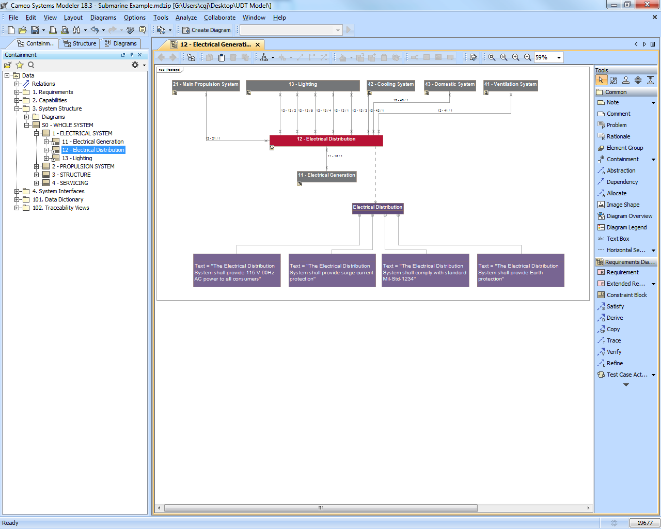 Cameo Systems Modeler 18.3 - Submarine Example.mdzip [G:\Users\cgj\Desktop\UDT Model\]
File Edit View Layout Diagrams Options Tools Analyze Collaborate Window Help
Create Diagram
Containm... Structure Diagrams
12 - Electrical Generati...
Containment
59%
Data
Relations
1. Requirements
2. Capabilities
3. System Structure
Diagrams
S0 - WHOLE SYSTEM
1 - ELECTRICAL SYSTEM
11 - Electrical Generation
12 - Electrical Distribution
13 - Lighting
2 - PROPULSION SYSTEM
3 - STRUCTURE
4 - SERVICING
4. System Interfaces
101. Data Dictionary
102. Traceability Views
21 - Main Propulsion System
13 - Lighting
42 - Cooling System
43 - Domestic System
41 - Ventilation System
12 - Electrical Distribution
11 - Electrical Generation
Electrical Distribution
Text = "The Electrical Distribution
System shall provide 115 V 60Hz
AC power to all consumers"
Text = "The Electrical Distribution
System shall provide surge current
protection"
Text = "The Electrical Distribution
System shall comply with standard
Mil-Std-1234"
Text = "The Electrical Distribution
System shall provide Earth
protection"
Tools
Common
Note
Comment
Problem
Rationale
Element Group
Containment
Abstraction
Dependency
Allocate
Image Shape
Diagram Overview
Diagram Legend
Text Box
Horizontal Se...
Requirements Dia...
Requirement
Extended Re...
Constraint Block
Satisfy
Derive
Copy
Trace
Verify
Refine
Test Case Act...
Ready